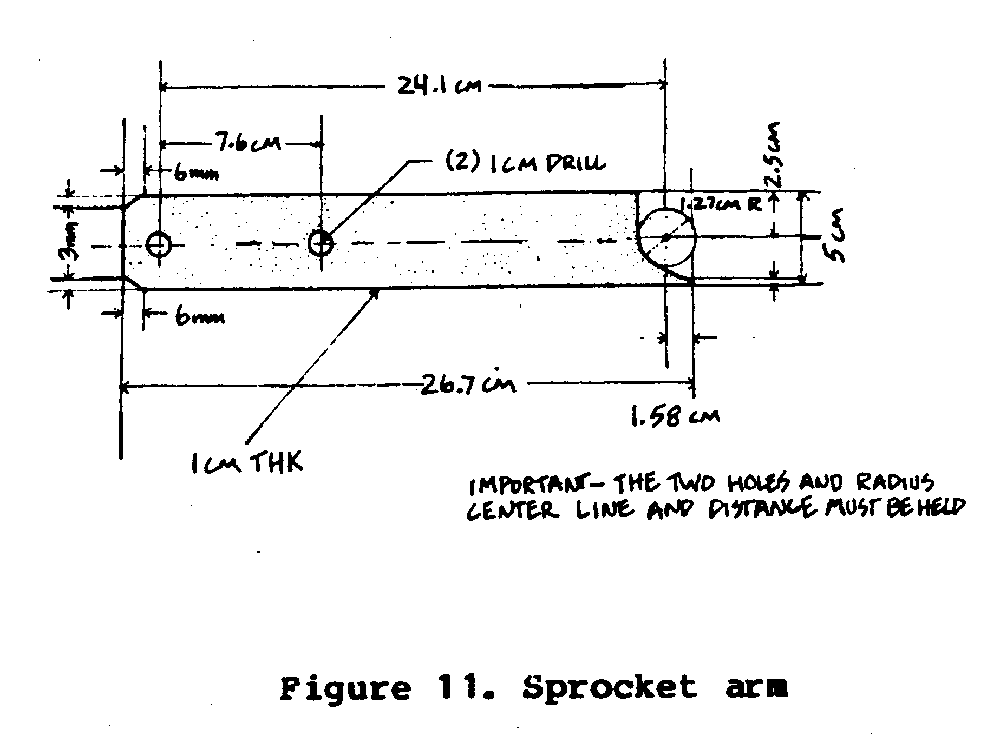 24.1 cm
7.6 cm
(2) 1 cm DRILL
6mm
2.5 cm
1.27 cm R
3mm
5 cm
6mm
26.7 cm
1.58 cm
1 cm THK
IMPORTANT- THE TWO HOLES AND RADIUS
CENTER LINE AND DISTANCE MUST BE HELD
Figure 11. Sprocket arm